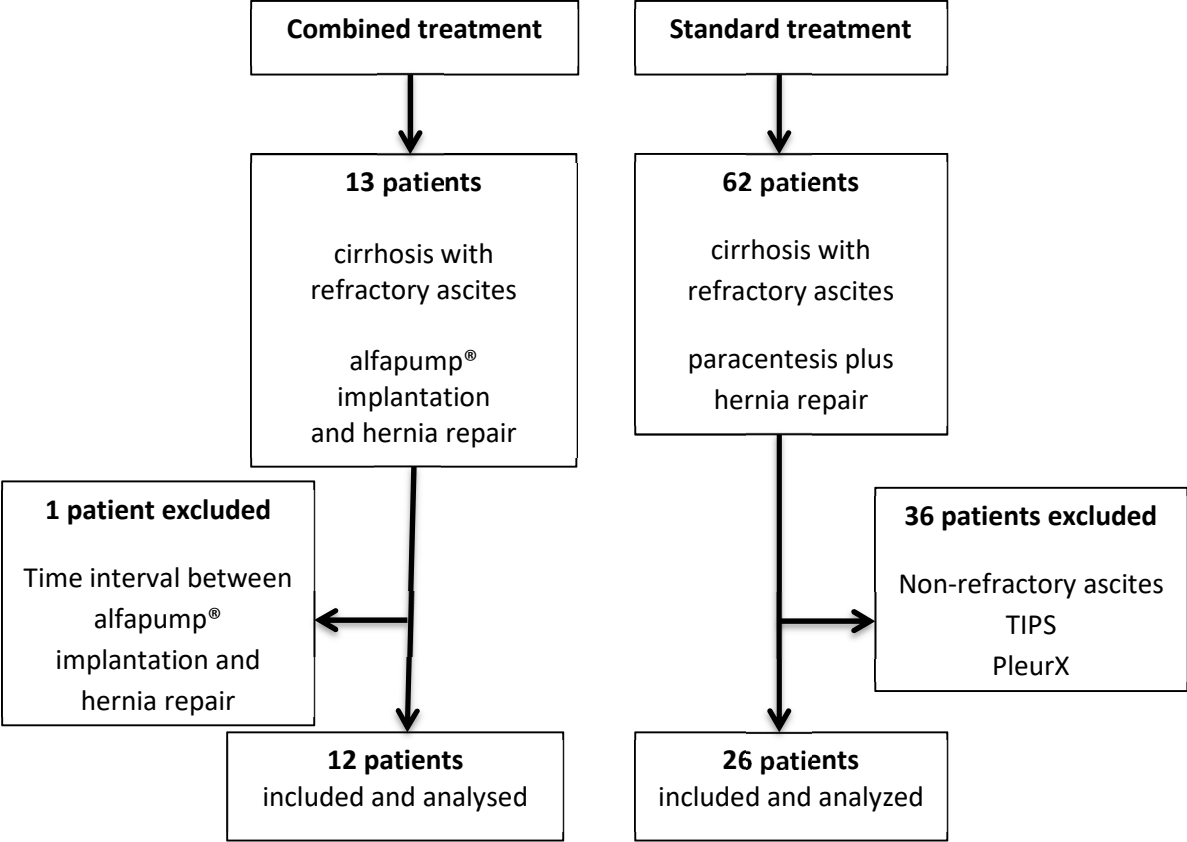 Combined treatment
Standard treatment
13 patients
cirrhosis with
refractory ascites
alfapump®
implantation
and hernia repair
62 patients
cirrhosis with
refractory ascites
paracentesis plus
hernia repair
1 patient excluded
Time interval between
alfapump®
implantation and
hernia repair
36 patients excluded
Non-refractory ascites
TIPS
PleurX
12 patients
included and analysed
26 patients
included and analyzed